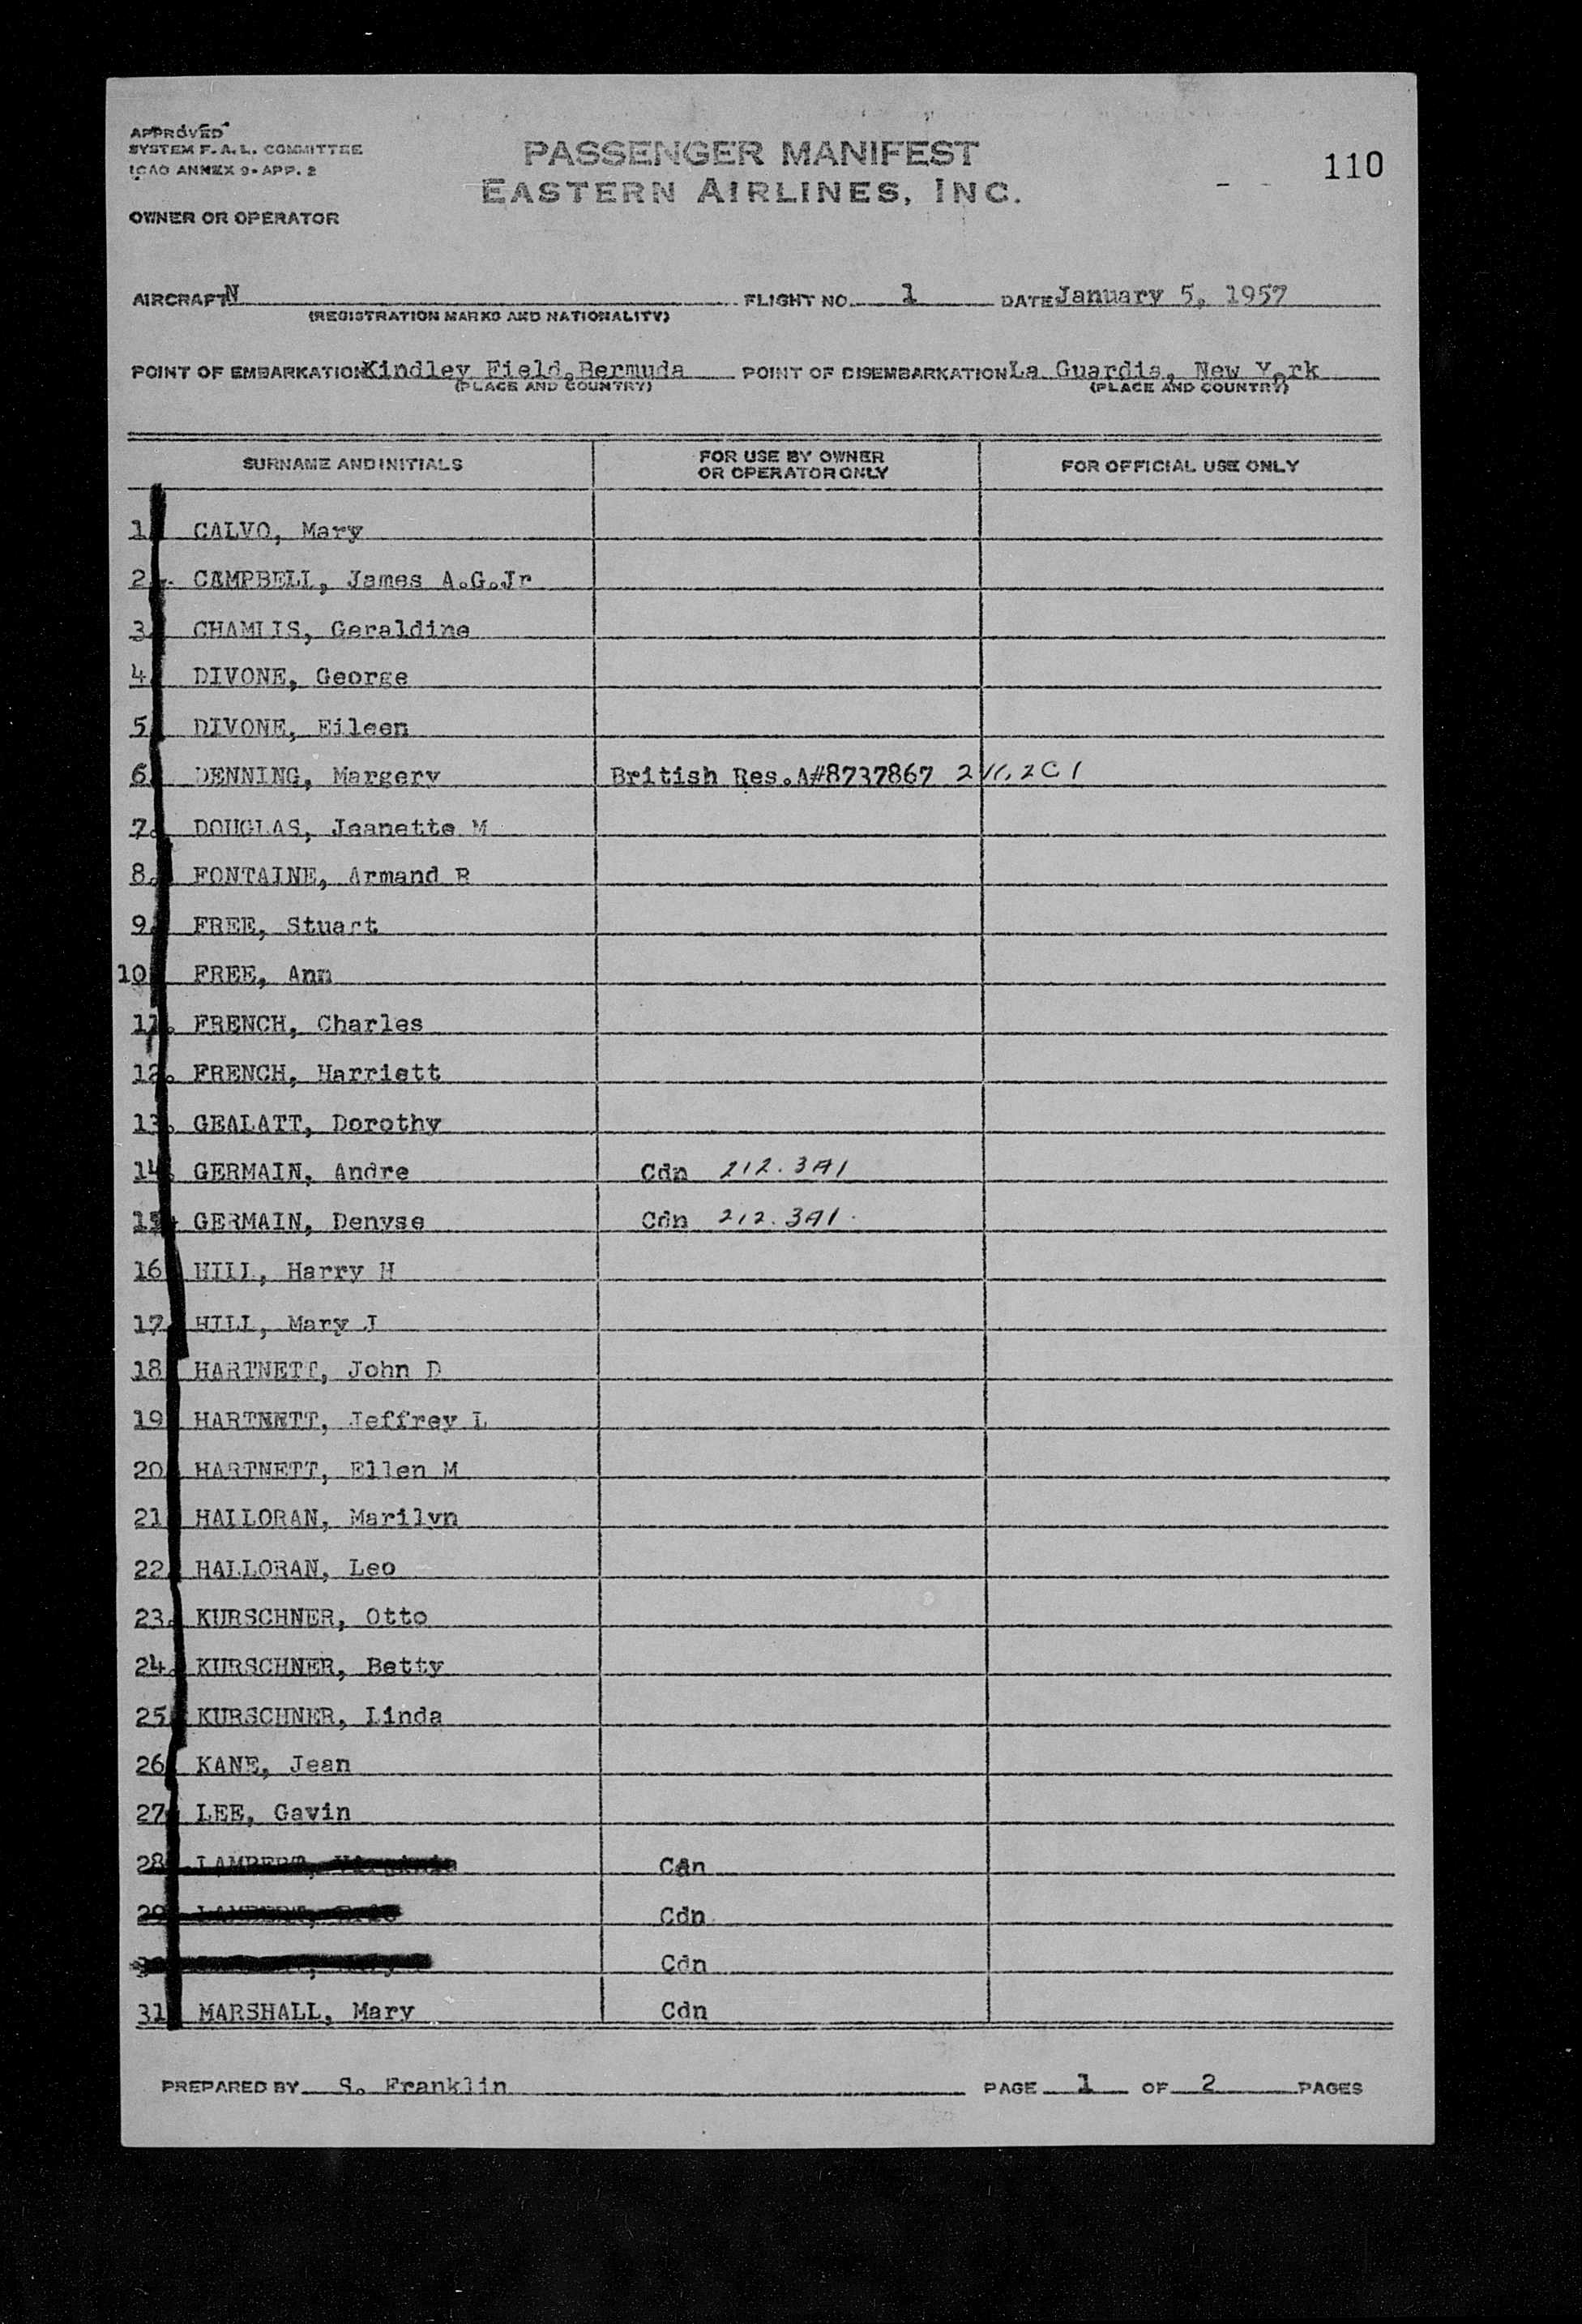 APPROVED
SYSTEM F.A.L. COMMITTEE
ICAO ANNEX 9-APP. 2
PASSENGER MANIFEST
EASTERN AIRLINES, INC.
110
OWNER OR OPERATOR
AIRCRAFT N FLIGHT NO. 1 DATE January 5, 1957
(REGISTRATION MARKS AND NATIONALITY)
POINT OF EMBARKATION Kindley Field, Bermuda POINT OF DISEMBARKATION La Guardia, New York
(PLACE AND COUNTRY) (PLACE AND COUNTRY)
SURNAME AND INITIALS FOR USE BY OWNER OR OPERATOR ONLY FOR OFFICIAL USE ONLY
1. CALVO, Mary
2. CAMPBELL, James A.G.Jr
3. CHAMLIS, Geraldine
4. DIVONE, George
5. DIVONE, Eileen
6. DENNING, Margery British Res.A#8737867
7. DOUGLAS, Jeanette M
8. FONTAINE, Armand R
9. FREE, Stuart
10. FREE, Ann
11. FRENCH, Charles
12. FRENCH, Harriett
13. GEALATT, Dorothy
14. GERMAIN, Andre Cdn 212.3A1
15. GERMAIN, Denyse Cdn 212.3A1
16 HILL, Harry H
17. HILL, Mary J
18 HARTNETT, John D
19 HARTNETT, Jeffrey L
20. HARTNETT, Ellen M
21 HALLORAN, Marilyn
22. HALLORAN, Leo
23. KURSCHNER, Otto
24. KURSCHNER, Betty
25. KURSCHNER, Linda
26. KANE, Jean
27. LEE, Gavin
28 LAMBERT, Virginia Cdn
29 LAMBERT, Cdn
Cdn
31 MARSHALL, Mary Cdn
PREPARED BY S. Franklin PAGE 1 OF 2 PAGES